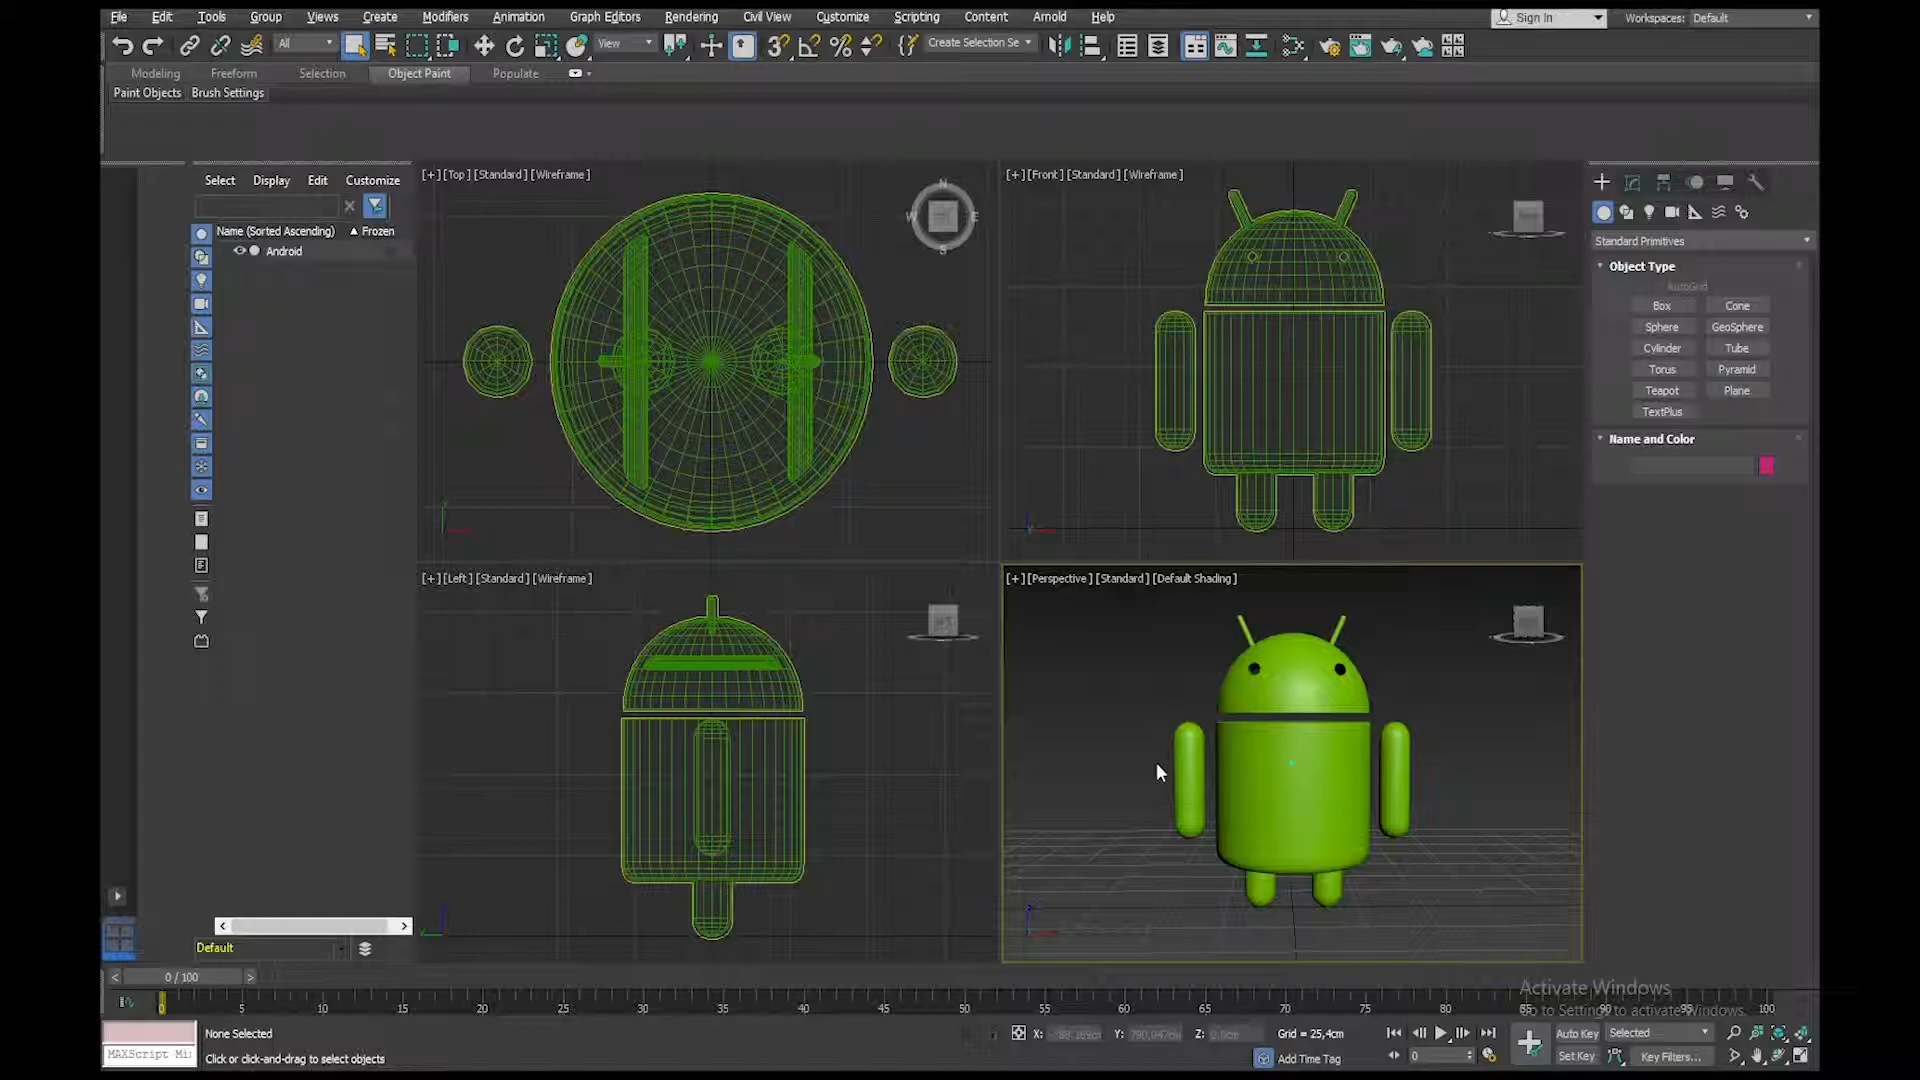 File Edit Tools Group Views Create Modifiers Animation Graph Editors Rendering Civil View Customize Scripting Content Arnold Help
Sign In Workspaces: Default
All View Create Selection Se
Modeling Freeform Selection Object Paint Populate
Paint Objects Brush Settings
Select Display Edit Customize
Name (Sorted Ascending) ▲ Frozen
Android
[+] [Top] [Standard] [Wireframe]
N
W E
S
[+] [Front] [Standard] [Wireframe]
[+] [Left] [Standard] [Wireframe]
[+] [Perspective] [Standard] [Default Shading]
Standard Primitives
Object Type
AutoGrid
Box Cone
Sphere GeoSphere
Cylinder Tube
Torus Pyramid
Teapot Plane
TextPlus
Name and Color
Default
< 0 / 100 >
0 5 10 15 20 25 30 35 40 45 50 55 60 65 70 75 80 85 90 95 100
Activate Windows
Go to Settings to activate Windows.
MAXScript Mi
None Selected
Click or click-and-drag to select objects
X: Y: Z: 0,0cm Grid = 25,4cm
Add Time Tag
0
Auto Key Selected
Set Key Key Filters...